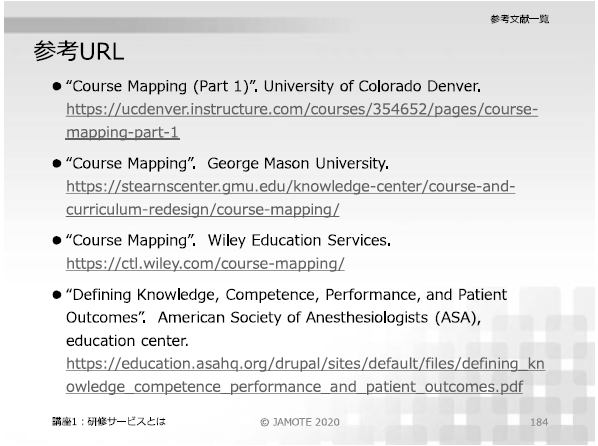 参考文献一覧
参考URL
● “Course Mapping (Part 1)”. University of Colorado Denver.
https://ucdenver.instructure.com/courses/354652/pages/course-
mapping-part-1
● “Course Mapping”.  George Mason University.
https://stearnscenter.gmu.edu/knowledge-center/course-and-
curriculum-redesign/course-mapping/
● “Course Mapping”.  Wiley Education Services.
https://ctl.wiley.com/course-mapping/
● “Defining Knowledge, Competence, Performance, and Patient
Outcomes”.  American Society of Anesthesiologists (ASA),
education center.
https://education.asahq.org/drupal/sites/default/files/defining_kn
owledge_competence_performance_and_patient_outcomes.pdf
講座1：研修サービスとは © JAMOTE 2020 184